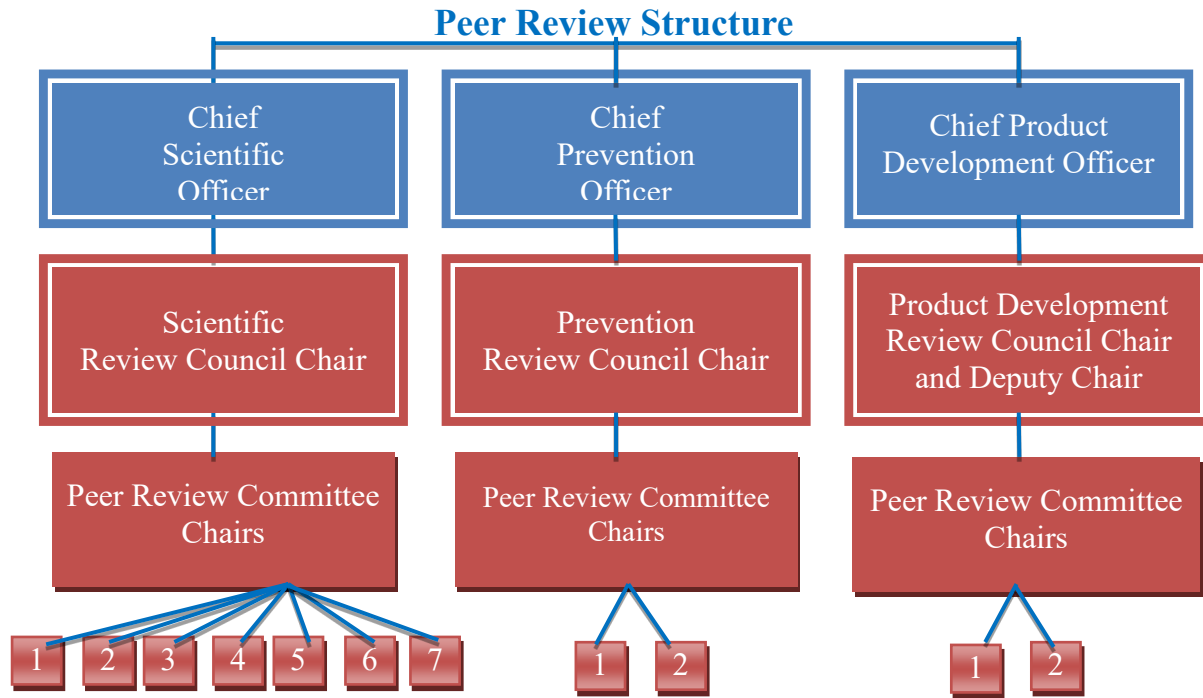 Peer Review Structure
Chief
Scientific
Officer
Chief
Prevention
Officer
Chief Product
Development Officer
Scientific
Review Council Chair
Prevention
Review Council Chair
Product Development
Review Council Chair
and Deputy Chair
Peer Review Committee
Chairs
Peer Review Committee
Chairs
Peer Review Committee
Chairs
1 2 3 4 5 6 7
1 2
1 2